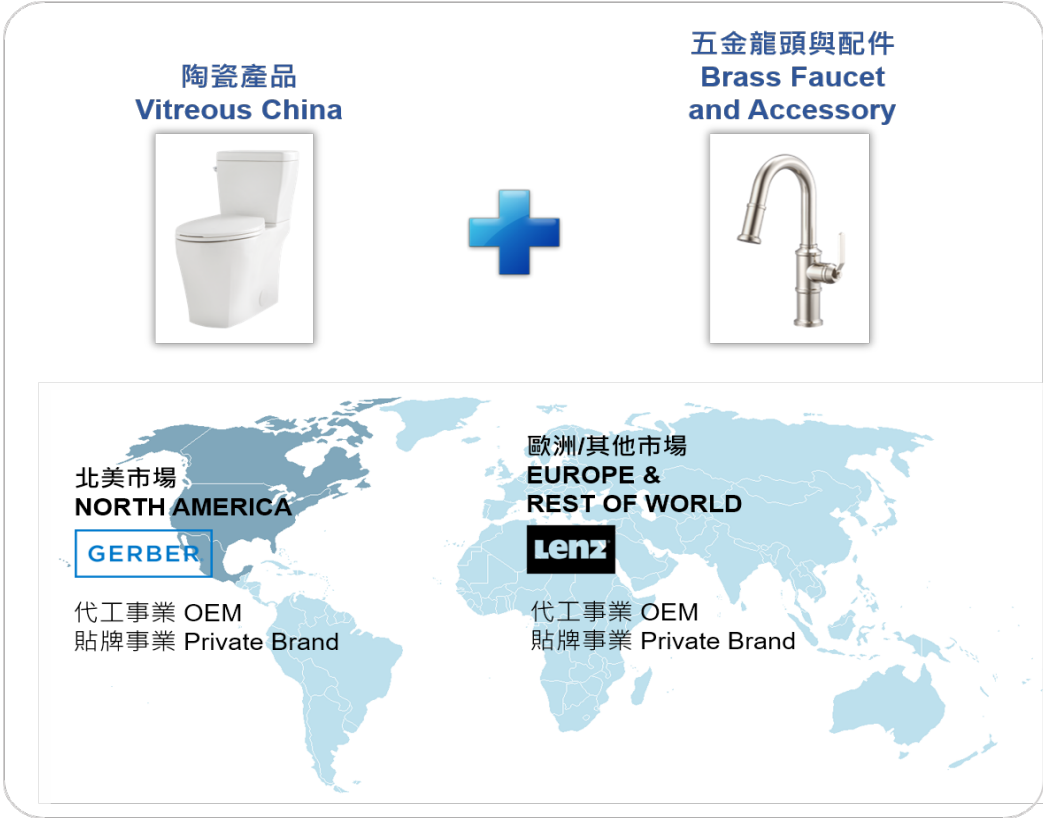 陶瓷產品
Vitreous China
五金龍頭與配件
Brass Faucet
and Accessory
北美市場
NORTH AMERICA
GERBER
代工事業 OEM
貼牌事業 Private Brand
歐洲/其他市場
EUROPE &
REST OF WORLD
Lenz
代工事業 OEM
貼牌事業 Private Brand